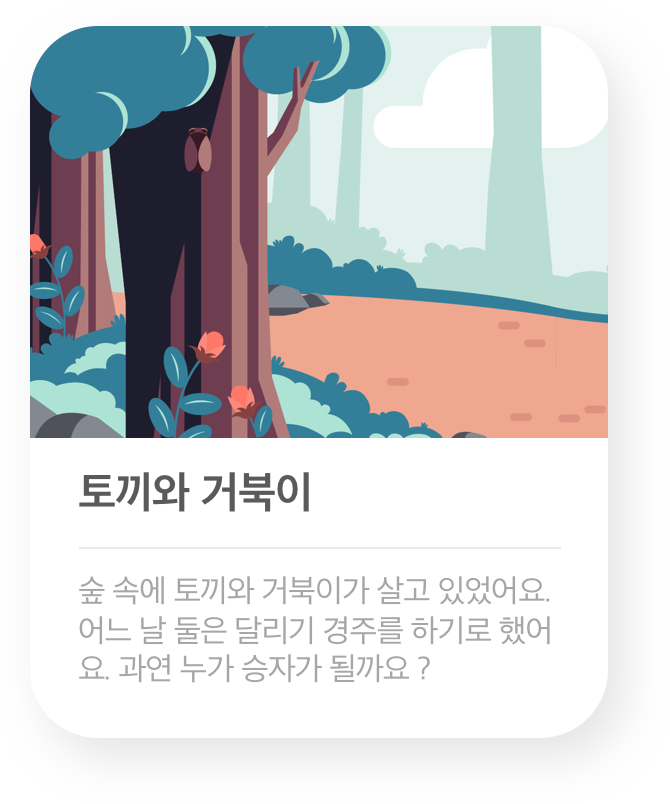 토끼와 거북이
숲 속에 토끼와 거북이가 살고 있었어요.
어느 날 둘은 달리기 경주를 하기로 했어
요. 과연 누가 승자가 될까요 ?